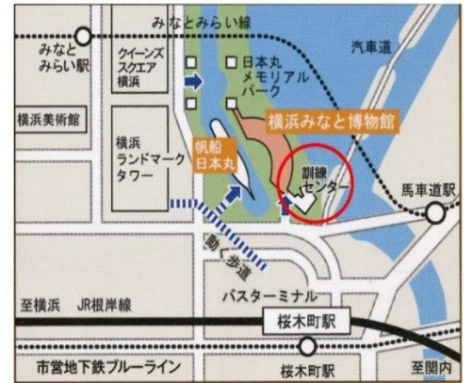 みなとみらい線
みなと
みらい駅
クイーンズ
スクエア
横浜
日本丸
メモリアル
パーク
汽車道
横浜美術館
横浜みなと博物館
横浜
ランドマーク
タワー
帆船
日本丸
訓練
センター
馬車道駅
動く歩道
バスターミナル
至横浜 JR根岸線
桜木町駅
市営地下鉄ブルーライン
桜木町駅
至関内